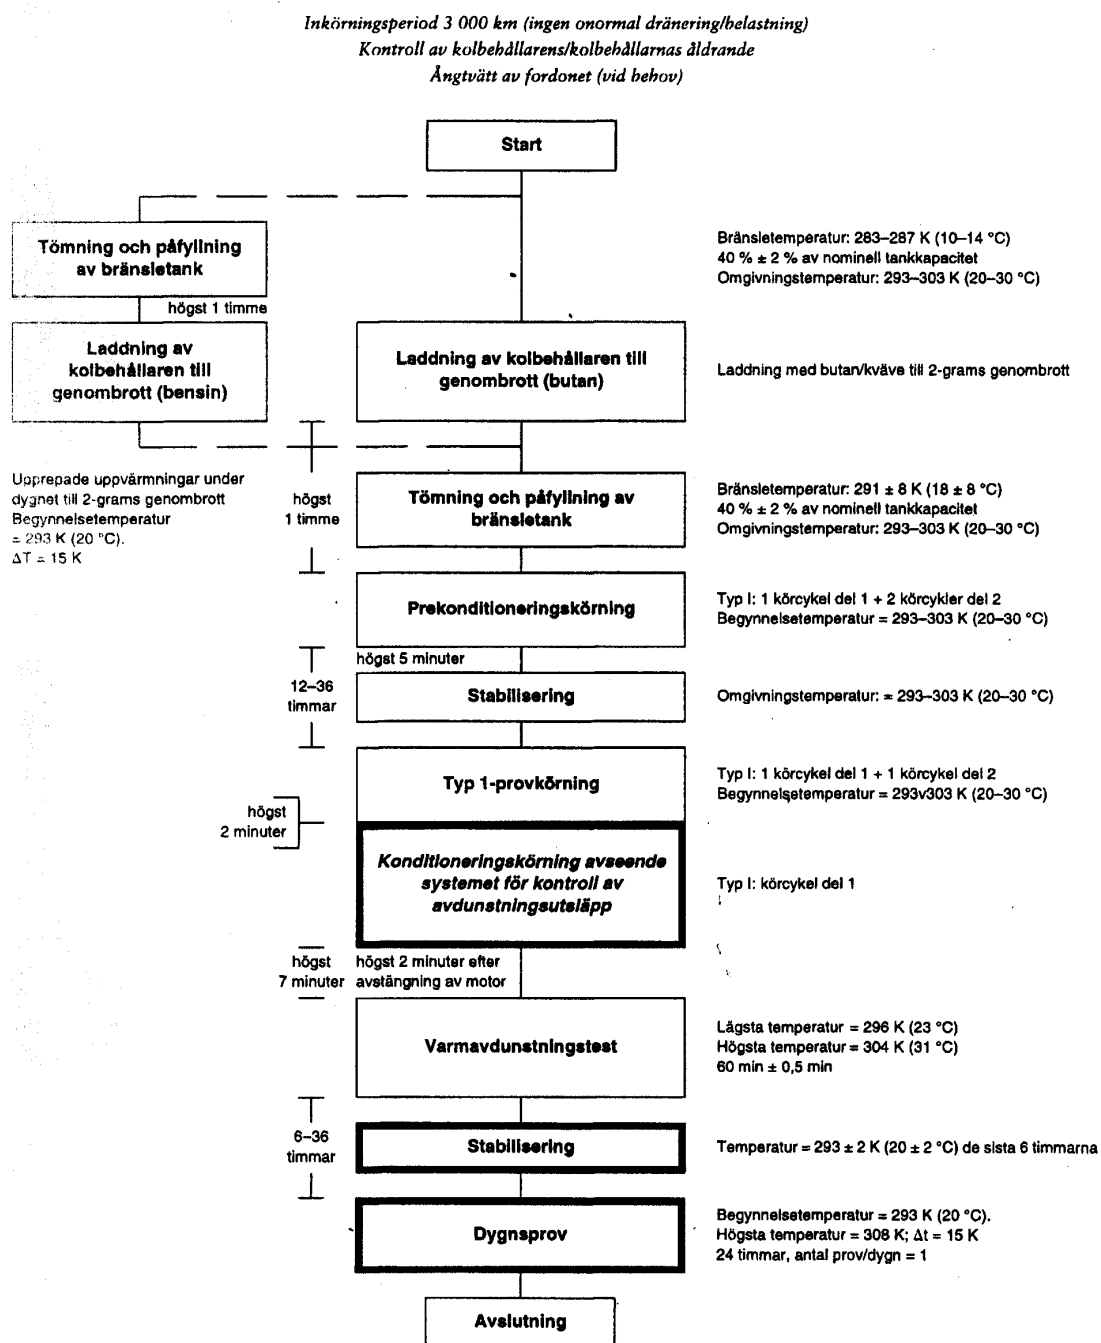 Inkörningsperiod 3 000 km (ingen onormal dränering/belastning)
Kontroll av kolbehållarens/kolbehållarnas åldrande
Ångtvätt av fordonet (vid behov)
Start
Tömning och påfyllning
av bränsletank
Bränsletemperatur: 283–287 K (10–14 °C)
40 % ± 2 % av nominell tankkapacitet
Omgivningstemperatur: 293–303 K (20–30 °C)
högst 1 timme
Laddning av
kolbehållaren till
genombrott (bensin)
Laddning av kolbehållaren till
genombrott (butan)
Laddning med butan/kväve till 2-grams genombrott
Upprepade uppvärmningar under
dygnet till 2-grams genombrott
Begynnelsetemperatur
= 293 K (20 °C).
ΔT = 15 K
högst
1 timme
Tömning och påfyllning av
bränsletank
Bränsletemperatur: 291 ± 8 K (18 ± 8 °C)
40 % ± 2 % av nominell tankkapacitet
Omgivningstemperatur: 293–303 K (20–30 °C)
Prekonditioneringskörning
Typ I: 1 körcykel del 1 + 2 körcykler del 2
Begynnelsetemperatur = 293–303 K (20–30 °C)
högst 5 minuter
12–36
timmar
Stabilisering
Omgivningstemperatur: = 293–303 K (20–30 °C)
Typ 1-provkörning
Typ I: 1 körcykel del 1 + 1 körcykel del 2
Begynnelsetemperatur = 293v303 K (20–30 °C)
högst
2 minuter
Konditioneringskörning avseende
systemet för kontroll av
avdunstningsutsläpp
Typ I: körcykel del 1
högst
7 minuter
högst 2 minuter efter
avstängning av motor
Varmavdunstningstest
Lägsta temperatur = 296 K (23 °C)
Högsta temperatur = 304 K (31 °C)
60 min ± 0,5 min
6–36
timmar
Stabilisering
Temperatur = 293 ± 2 K (20 ± 2 °C) de sista 6 timmarna
Dygnsprov
Begynnelsetemperatur = 293 K (20 °C).
Högsta temperatur = 308 K; Δt = 15 K
24 timmar, antal prov/dygn = 1
Avslutning